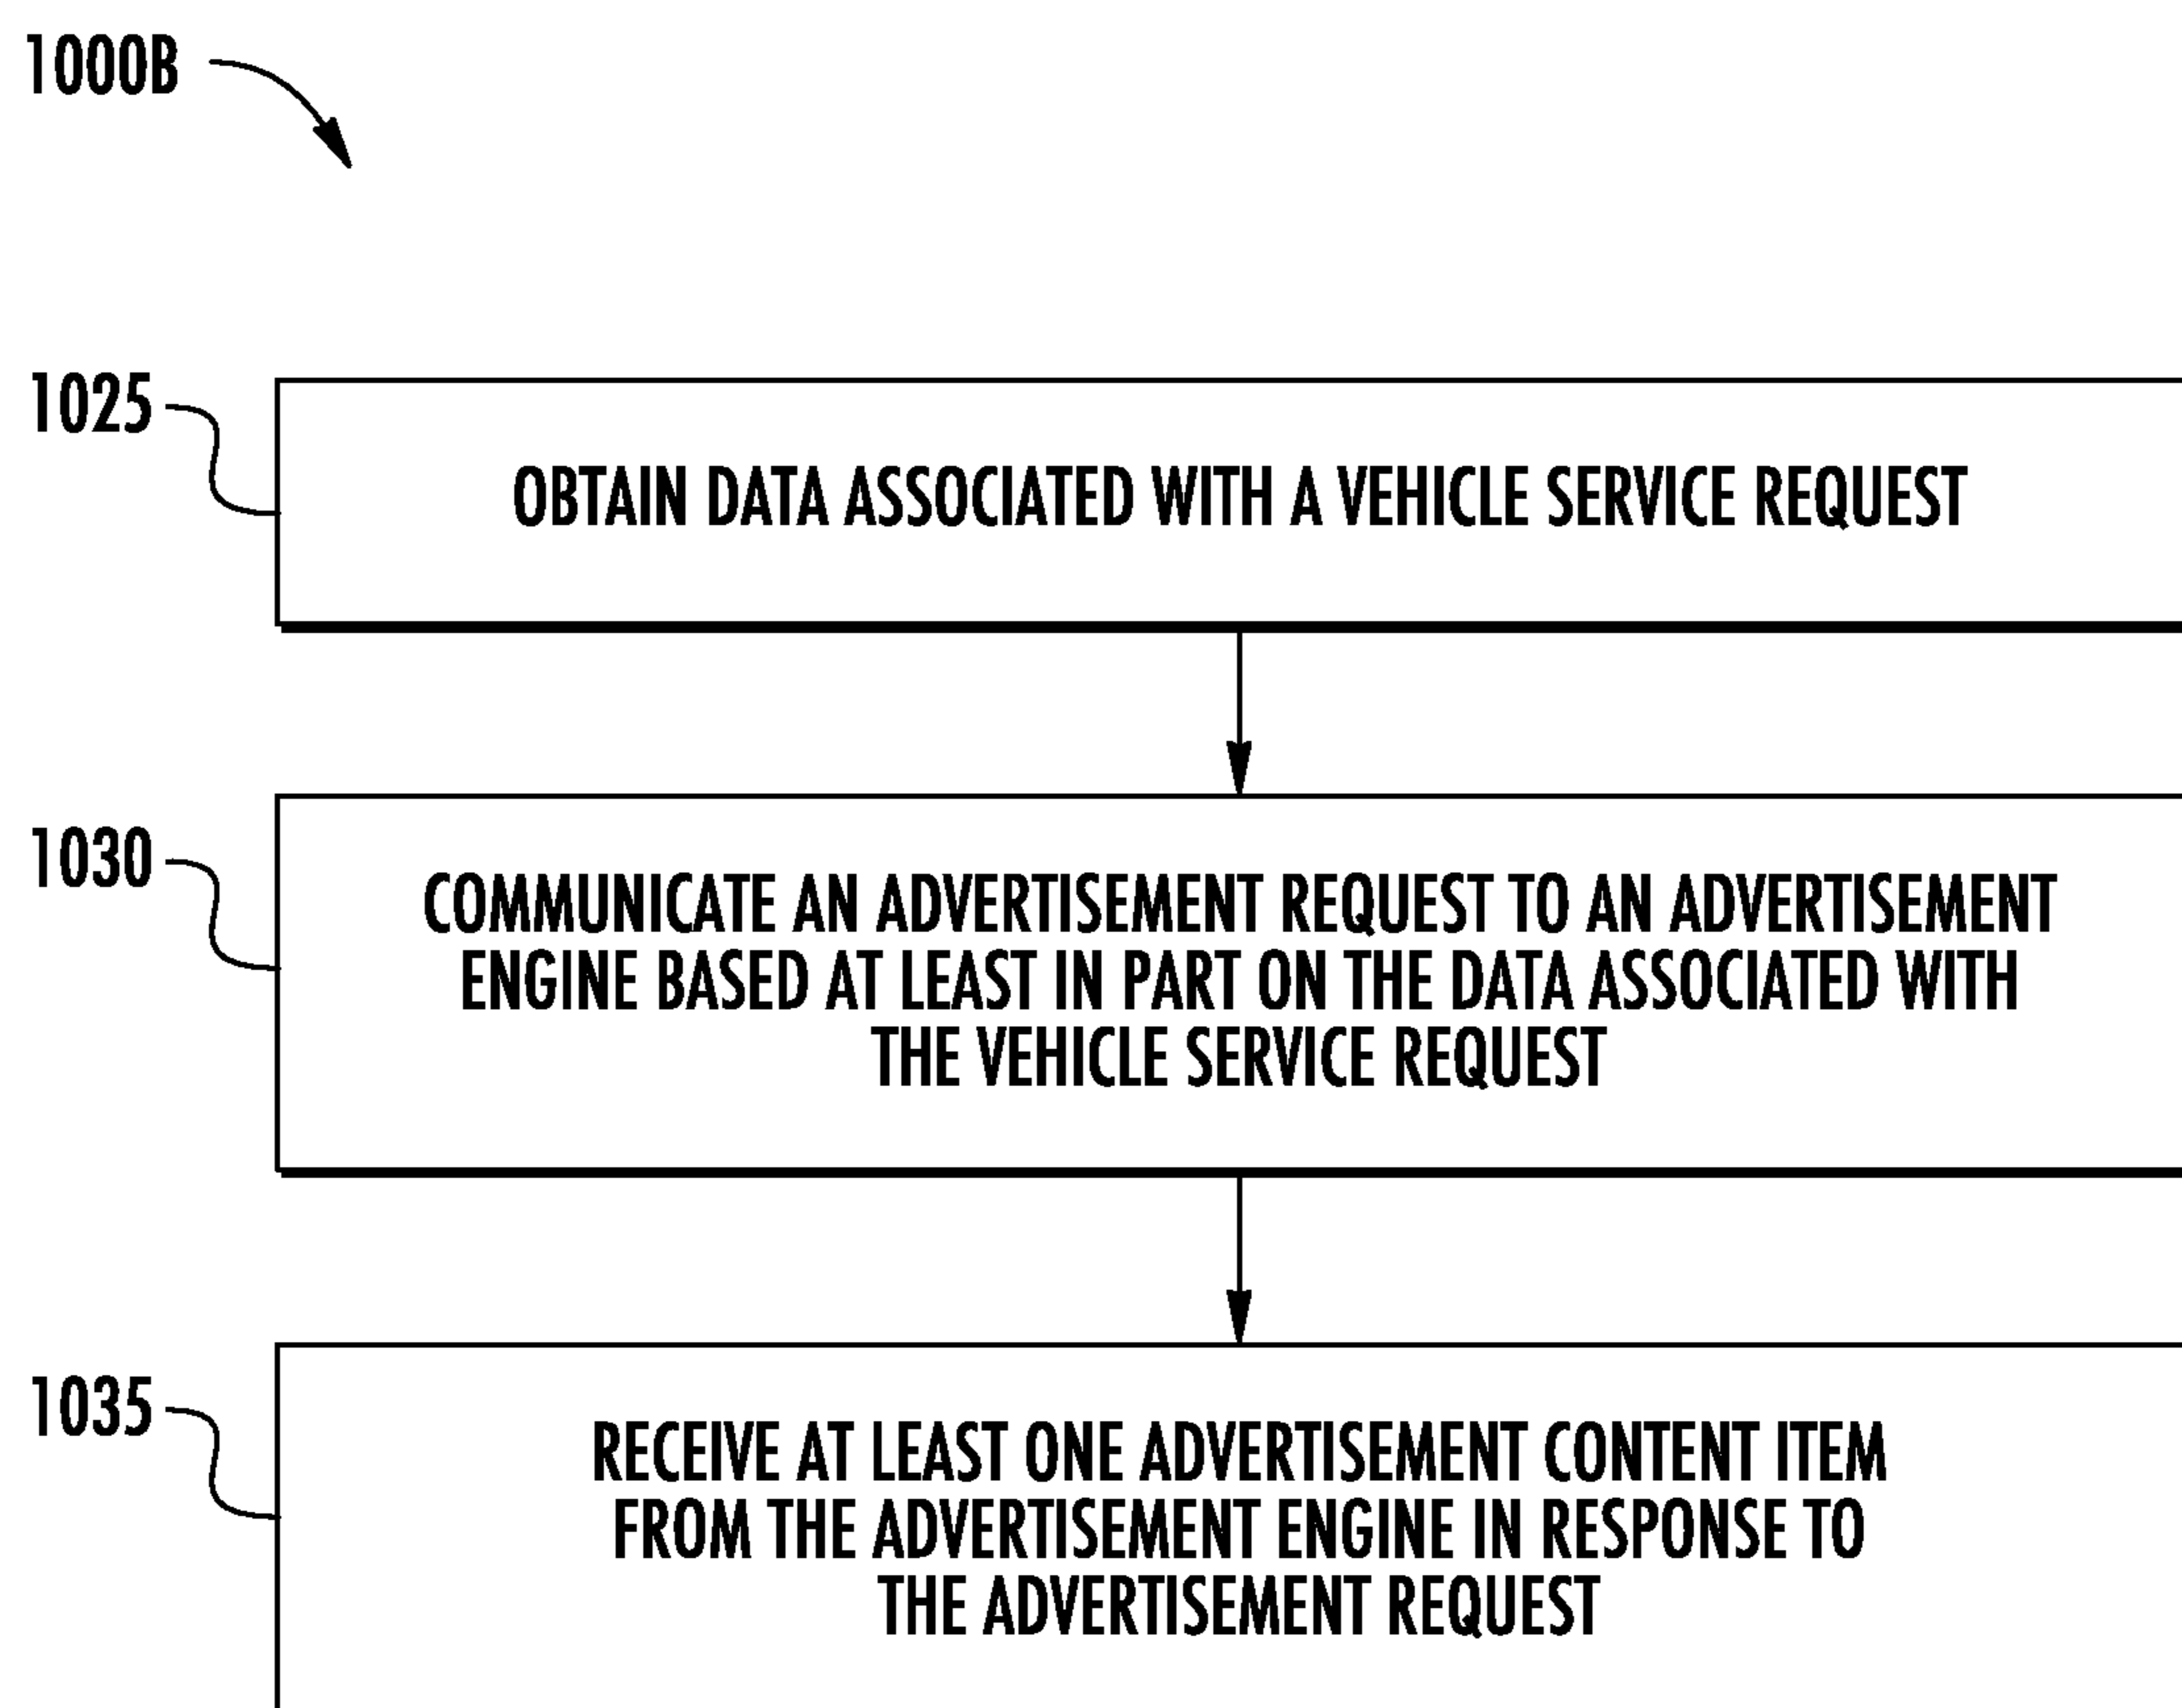 1000B
1025
OBTAIN DATA ASSOCIATED WITH A VEHICLE SERVICE REQUEST
1030
COMMUNICATE AN ADVERTISEMENT REQUEST TO AN ADVERTISEMENT
ENGINE BASED AT LEAST IN PART ON THE DATA ASSOCIATED WITH
THE VEHICLE SERVICE REQUEST
1035
RECEIVE AT LEAST ONE ADVERTISEMENT CONTENT ITEM
FROM THE ADVERTISEMENT ENGINE IN RESPONSE TO
THE ADVERTISEMENT REQUEST